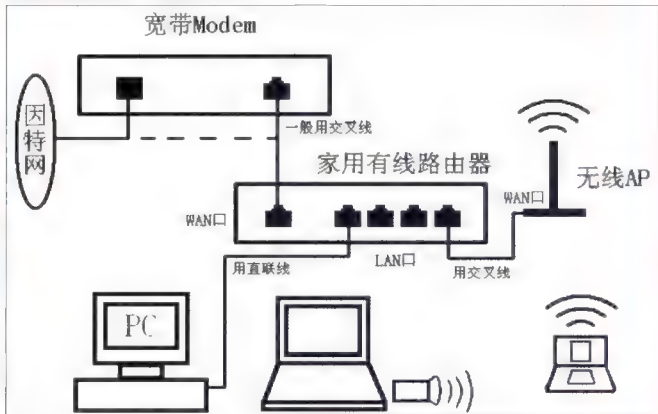 宽带Modem
因特网
一般用交叉线
家用有线路由器
无线AP
WAN口
WAN口
用直联线
LAN口
用交叉线
PC